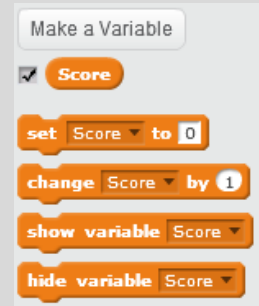 Make a Variable
Score
set Score to 0
change Score by 1
show variable Score
hide variable Score